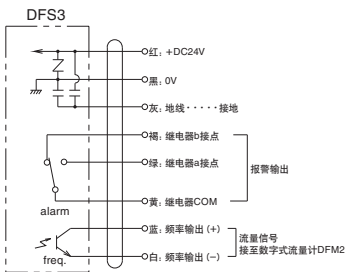 DFS3
红：+DC24V
黑：0V
灰：地线·····接地
褐：继电器b接点
绿：继电器a接点
报警输出
黄：继电器COM
alarm
蓝：频率输出 (+)
流量信号
接至数字式流量计DFM2
白：频率输出 (−)
freq.